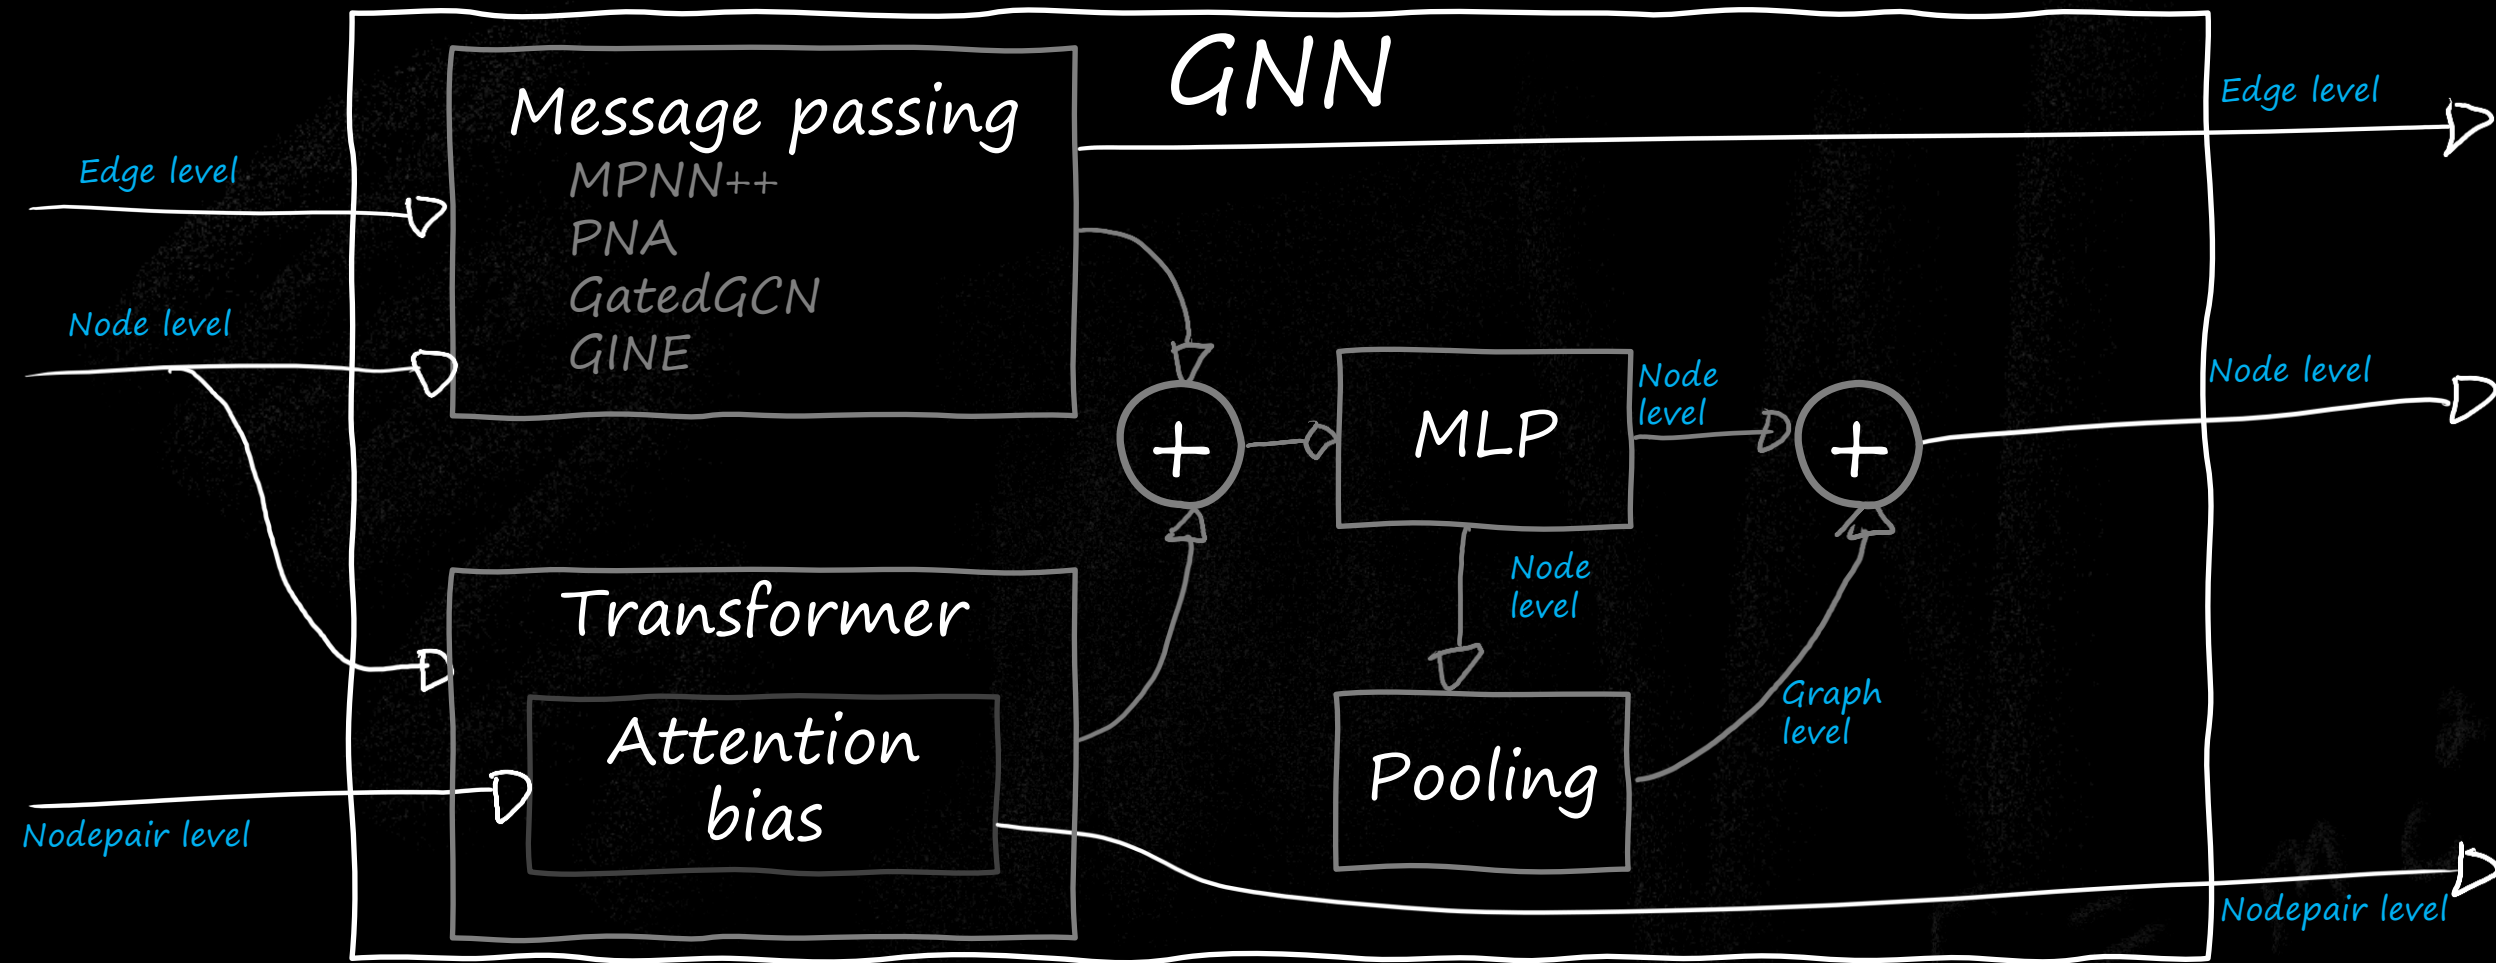 GNN
Message passing
MPNN++
PNA
GatedGCN
GINE
Edge level
Node level
Transformer
Attention
bias
Nodepair level
+
MLP
Node
level
Node
level
Pooling
Graph
level
+
Edge level
Node level
Nodepair level